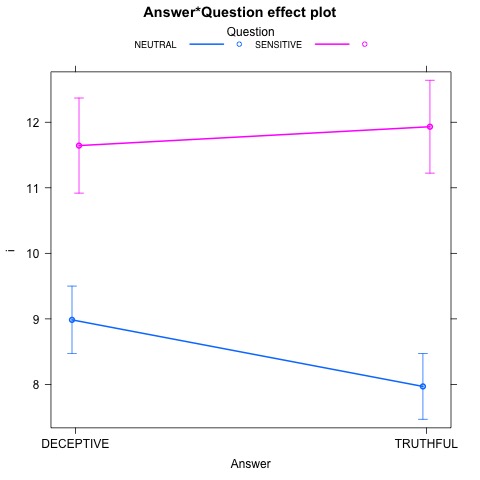 Answer*Question effect plot
Question
NEUTRAL SENSITIVE
12
11
10
9
8
i
DECEPTIVE TRUTHFUL
Answer